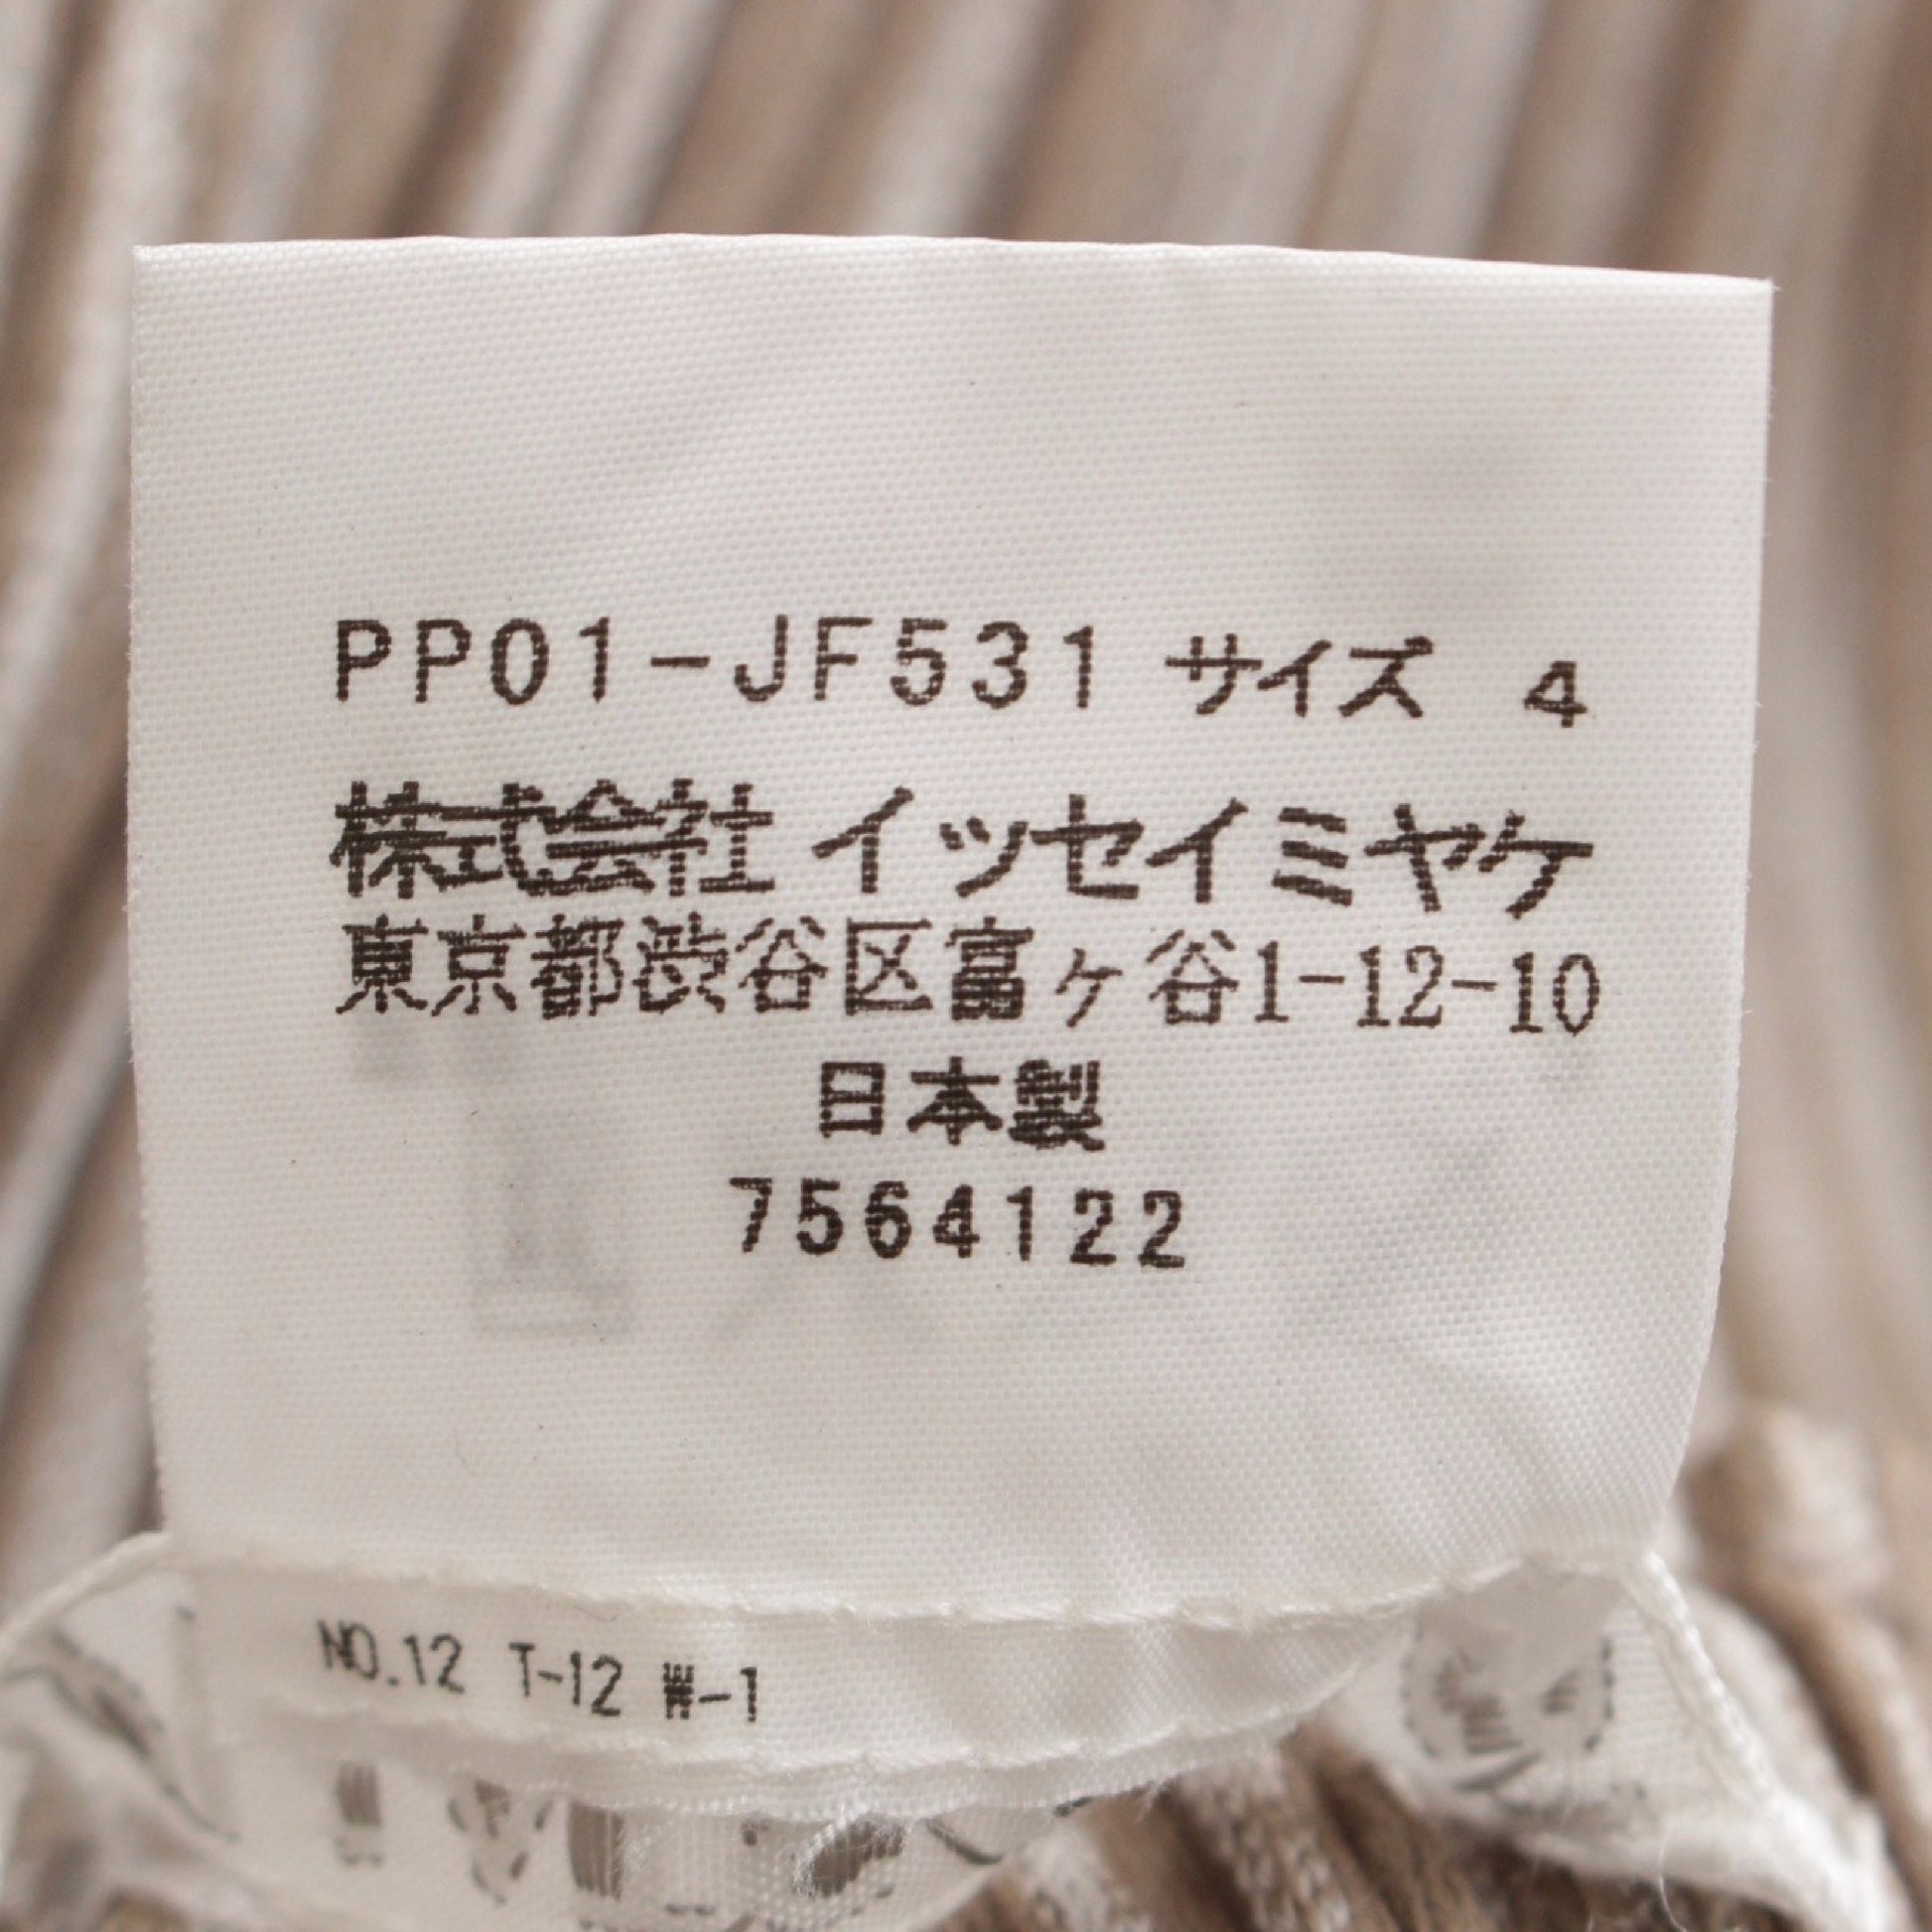 PP01-JF531 サイズ 4
株式会社 イッセイミヤケ
東京都渋谷区富ヶ谷1-12-10
日本製
7564122
NO.12 T-12 W-1